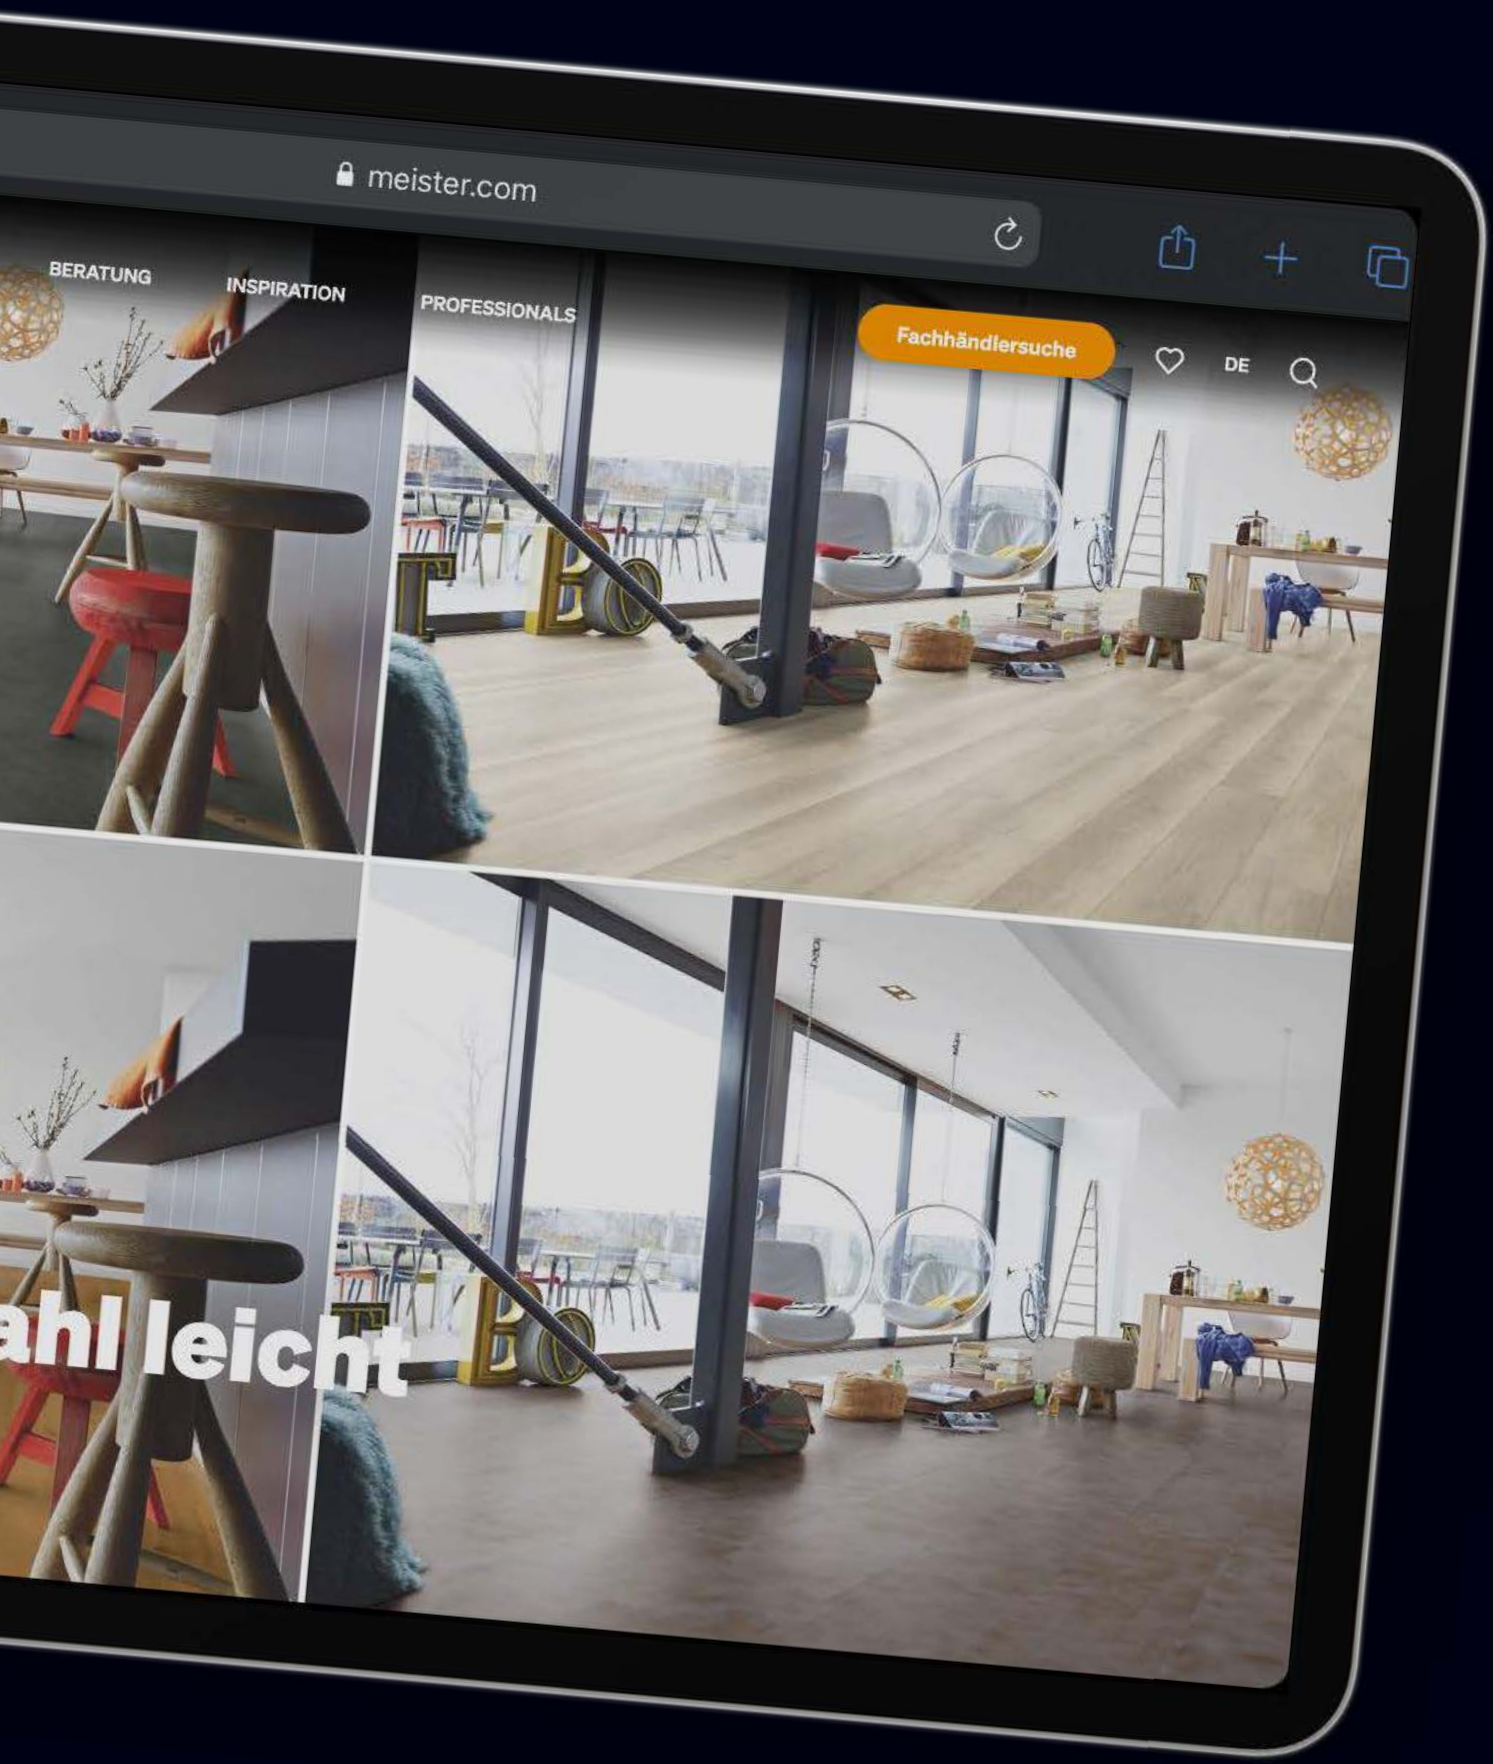 meister.com
BERATUNG
INSPIRATION
PROFESSIONALS
Fachhändlersuche
DE
ahl leicht